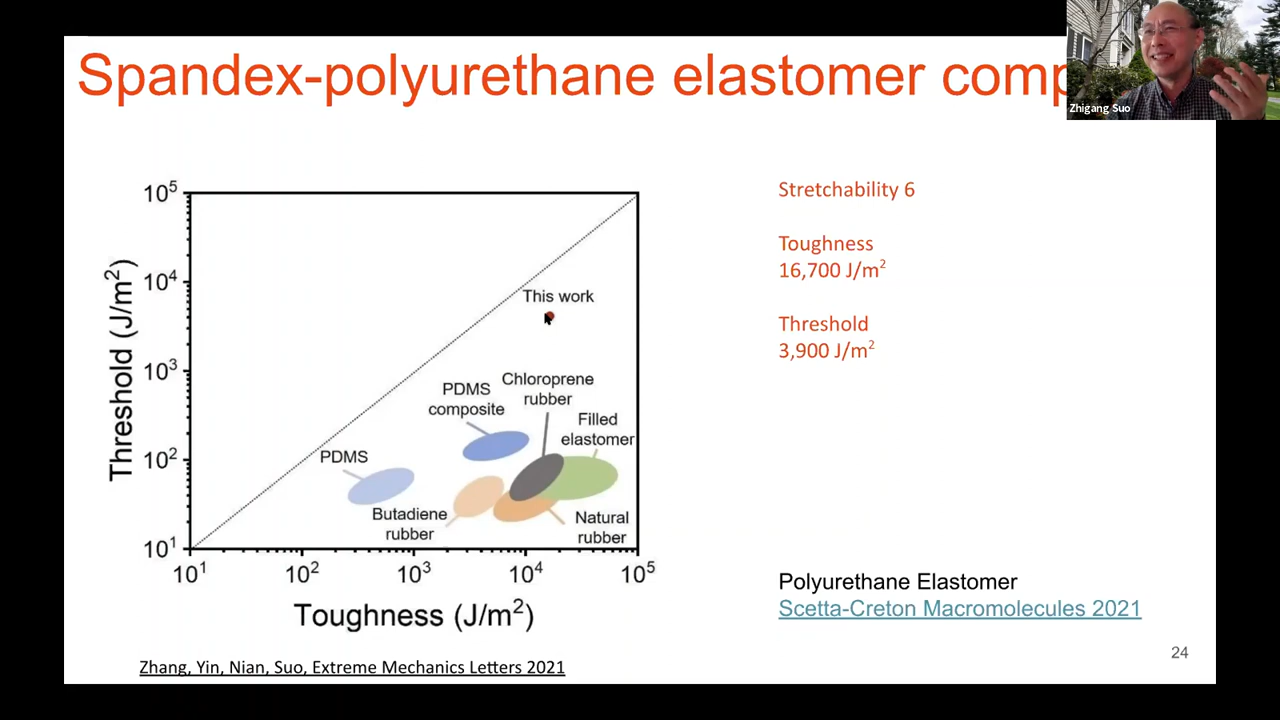 Spandex-polyurethane elastomer comp
Zhigang Suo
Stretchability 6
Toughness
16,700 J/m²
Threshold
3,900 J/m²
10⁵
10⁴
10³
10²
10¹
Threshold (J/m²)
This work
Chloroprene
rubber
PDMS
composite
Filled
elastomer
PDMS
Butadiene
rubber
Natural
rubber
10¹ 10² 10³ 10⁴ 10⁵
Toughness (J/m²)
Polyurethane Elastomer
Scetta-Creton Macromolecules 2021
24
Zhang, Yin, Nian, Suo, Extreme Mechanics Letters 2021